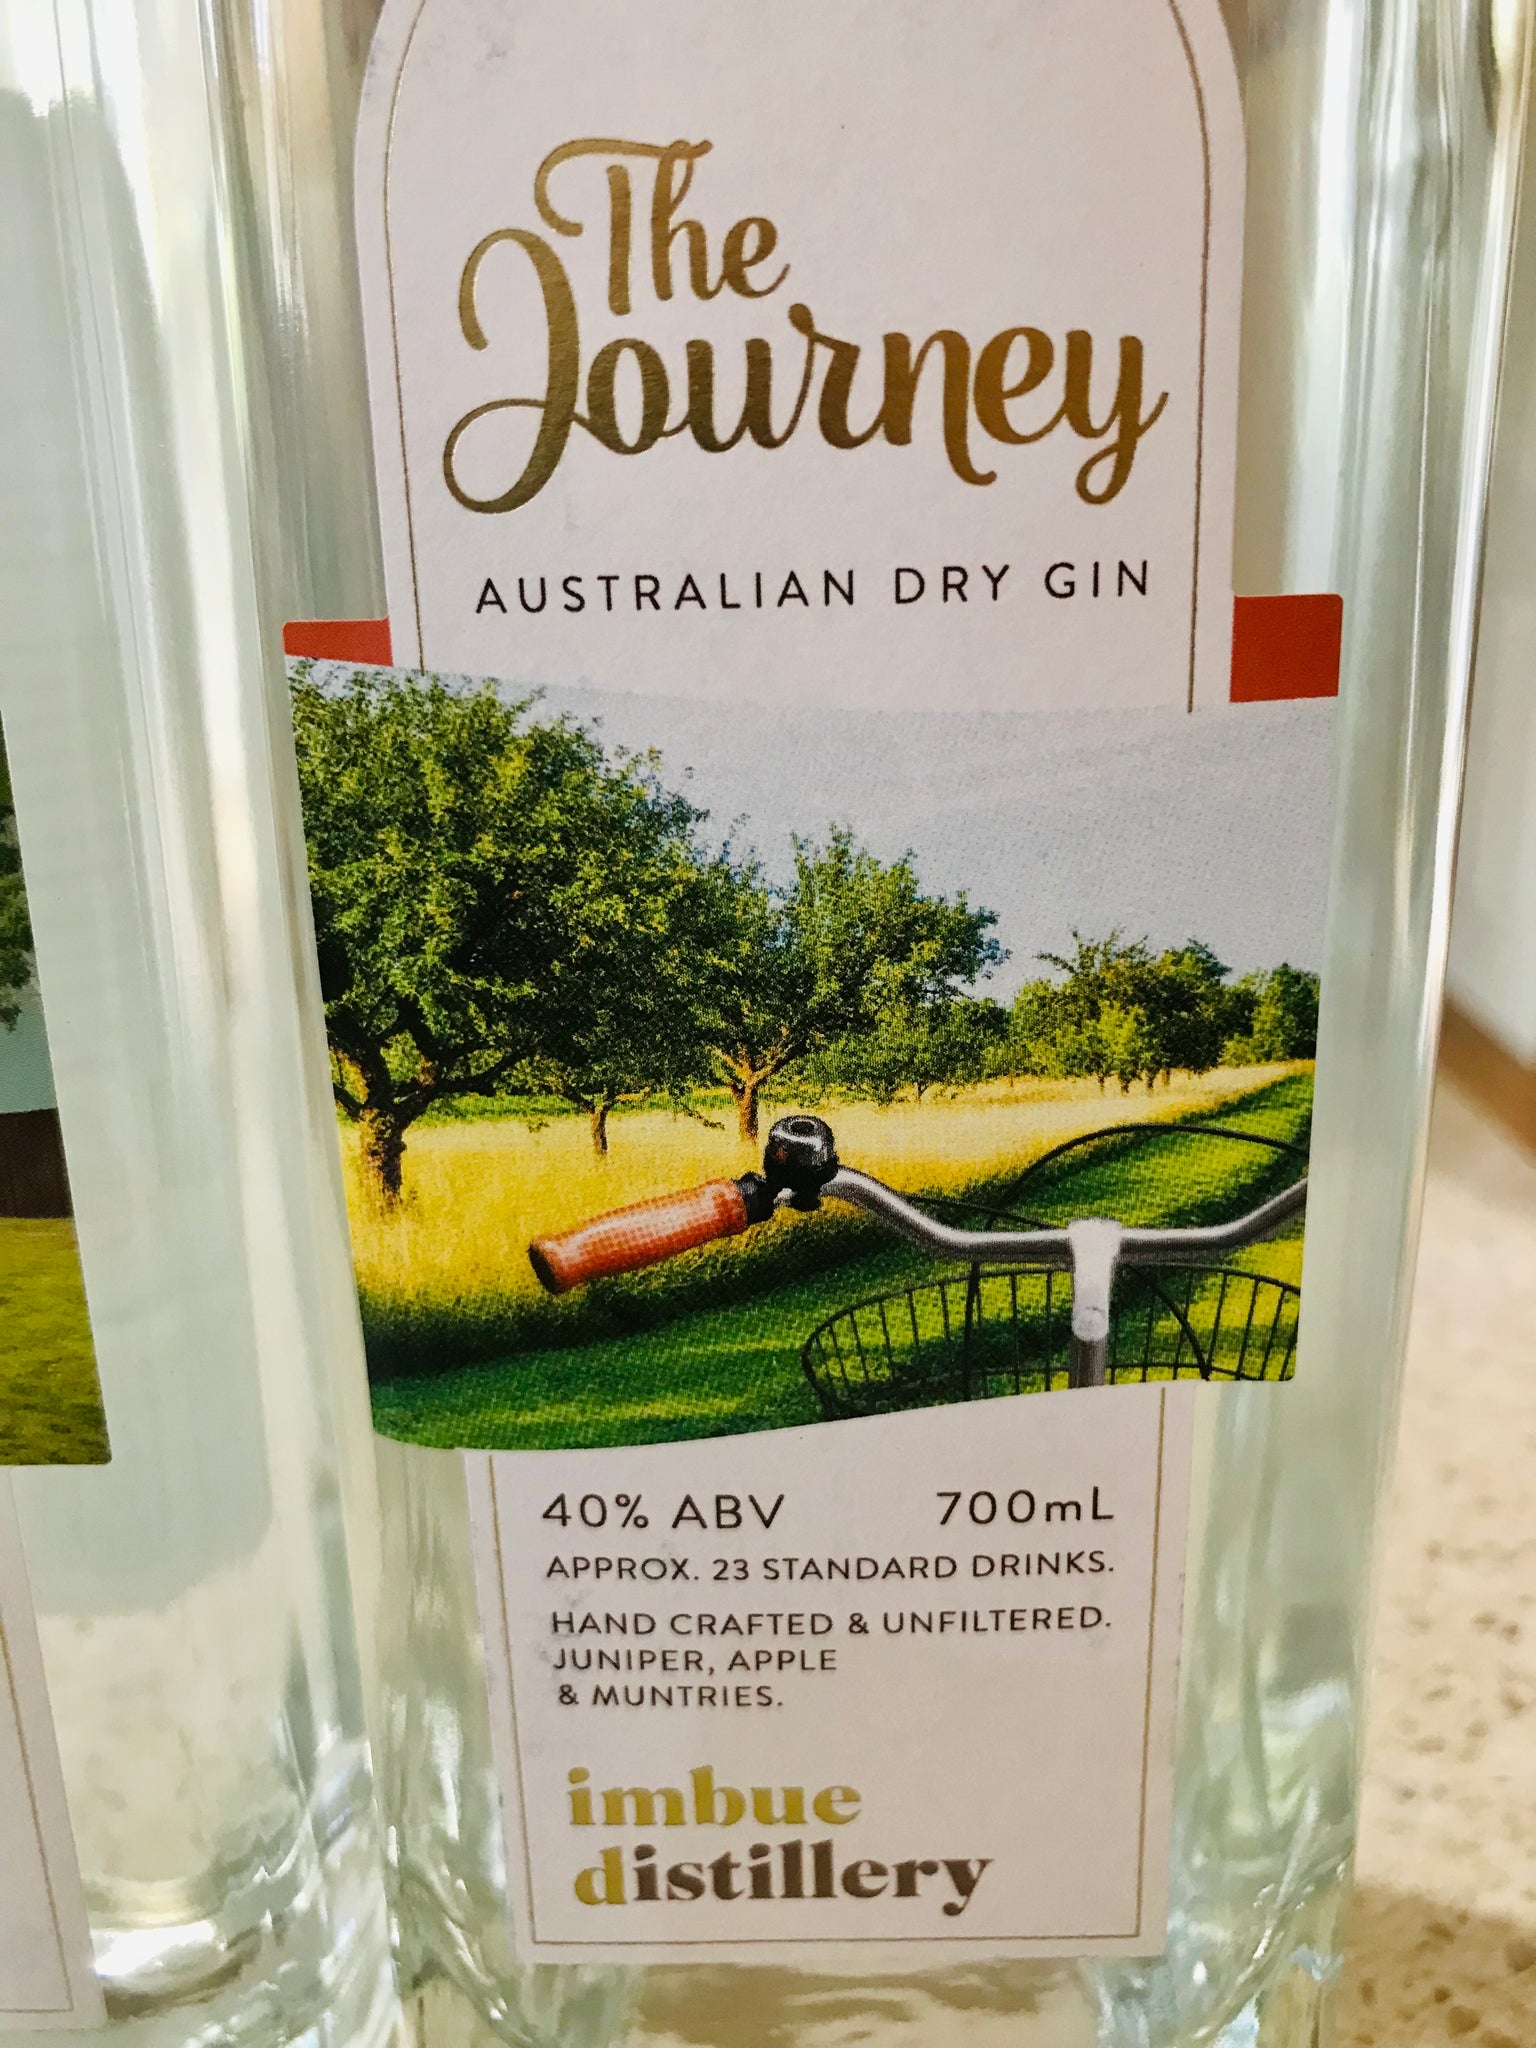 The
Journey
AUSTRALIAN DRY GIN
40% ABV 700mL
APPROX. 23 STANDARD DRINKS.
HAND CRAFTED & UNFILTERED.
JUNIPER, APPLE
& MUNTRIES.
imbue
distillery